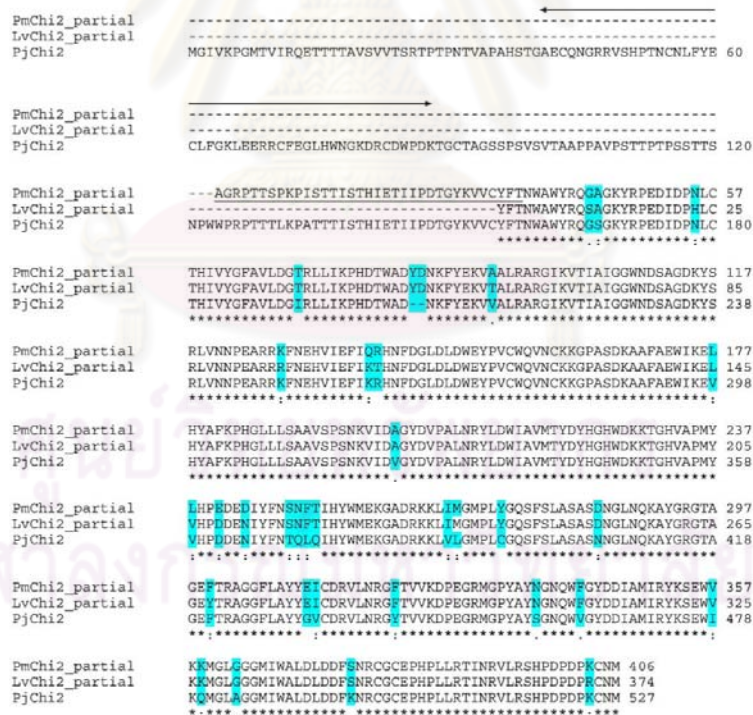 PmChi2_partial ------------------------------------------------------------
LvChi2_partial ------------------------------------------------------------
PjChi2 MGIVKPGMTVIRQETTTTAVSVVTSRTPTPNTVAPAHSTGAECQNGRRVSHPTNCNLFYE 60
PmChi2_partial ------------------------------------------------------------
LvChi2_partial ------------------------------------------------------------
PjChi2 CLFGKLEERRCFEGLHWNGKDRCDWPDKTGCTAGSSPSVSVTAAPPAVPSTTPTPSSTTS 120
PmChi2_partial ---AGRPTTSPKPISTTISTHIETIIPDTGYKVVCYFTNWAWYRQGAGKYRPEDIDPNLC 57
LvChi2_partial -----------------------------------YFTNWAWYRQSAGKYRPEDIDPHLC 25
PjChi2 NPWWPRPTTTLKPATTTISTHIETIIPDTGYKVVCYFTNWAWYRQGSGKYRPEDIDPNLC 180
**********.:***********:**
PmChi2_partial THIVYGFAVLDGTRLLIKPHDTWADYDNKFYEKVAALRARGIKVTIAIGGWNDSAGDKYS 117
LvChi2_partial THIVYGFAVLDGTRLLIKPHDTWADYDNKFYEKVTALRARGIKVTIAIGGWNDSAGDKYS 85
PjChi2 THIVYGFAVLDGIRLLIKPHDTWAD--NKFYEKVVALRARGIKVTIAIGGWNDSAGDKYS 238
************ ************  *******.*************************
PmChi2_partial RLVNNPEARRKFNEHVIEFIQRHNFDGLDLDWEYPVCWQVNCKKGPASDKAAFAEWIKEL 177
LvChi2_partial RLVNNPEARRKFNEHVIEFIKTHNFDGLDLDWEYPVCWQVNCKKGPASDKAAFAEWIKEL 145
PjChi2 RLVNNPEARRRFNEHVIEFIKRHNFDGLDLDWEYPVCWQVNCKKGPASDKAAFAEWIKEV 298
**********:*********: *************************************:
PmChi2_partial HYAFKPHGLLLSAAVSPSNKVIDAGYDVPALNRYLDWIAVMTYDYHGHWDKKTGHVAPMY 237
LvChi2_partial HYAFKPHGLLLSAAVSPSNKVIDAGYDVPALNRYLDWIAVMTYDYHGHWDKKTGHVAPMY 205
PjChi2 HYAFKPHGLLLSAAVSPSNKVIDVGYDVPALNRYLDWIAVMTYDYHGHWDKKTGHVAPMY 358
***********************.************************************
PmChi2_partial LHPEDEDIYFNSNFTIHYWMEKGADRKKLIMGMPLYGQSFSLASASDNGLNQKAYGRGTA 297
LvChi2_partial VHPDDENIYFNSNFTIHYWMEKGADRKKLIMGMPLYGQSFSLASASDNGLNQKAYGRGTA 265
PjChi2 VHPDDENIYFNTQLQIHYWMEKGADRKKLVLGMPLCGQSFSLASASNNGLNQKAYGRGTA 418
:**:**:****::: **************::**** **********:*************
PmChi2_partial GEFTRAGGFLAYYEICDRVLNRGFTVVKDPEGRMGPYAYNGNQWFGYDDIAMIRYKSEWV 357
LvChi2_partial GEYTRAGGFLAYYEICDRVLNRGFTVVKDPEGRMGPYAYNGNQWFGYDDIAMIRYKSEWV 325
PjChi2 GEFTRAGGFLAYYGVCDRVLNRGYTVVKDPEGRMGPYAYSGNQWVGYDDIAMIRYKSEWI 478
**:********** :********:***************.****.**************:
PmChi2_partial KKMGLGGGMIWALDLDDFSNRCGCEPHPLLRTINRVLRSHPDPDPKCNM 406
LvChi2_partial KKMGLGGGMIWALDLDDFSNRCGCEPHPLLRTINRVLRSHPDPDPRCNM 374
PjChi2 KQMGLAGGMIWALDLDDFKNRCGCEPHPLLRTINRVLRSHPDPDPKCNM 527